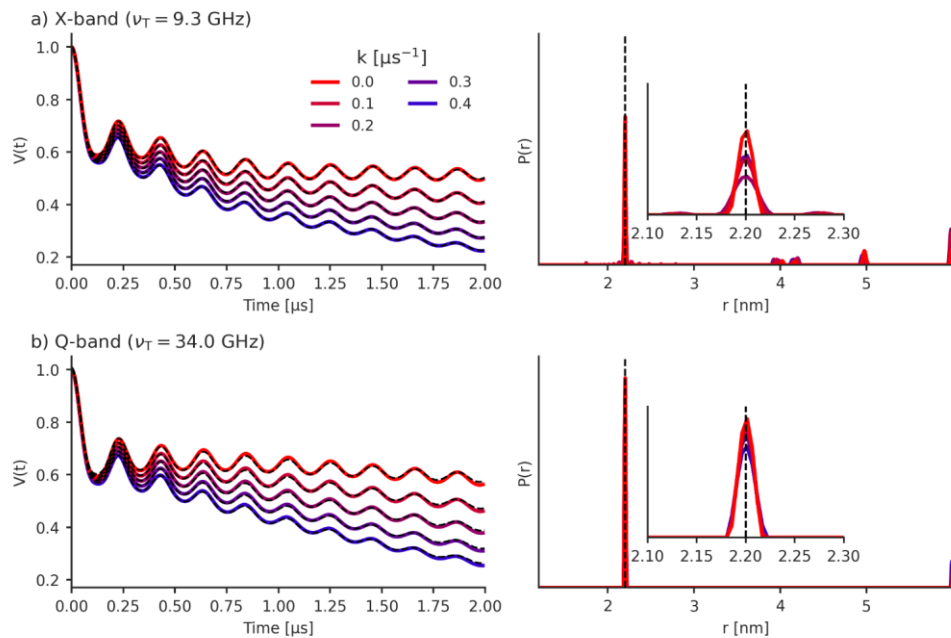 a) X-band (ν_T = 9.3 GHz)
1.0
0.8
0.6
0.4
0.2
V(t)
k [μs⁻¹]
0.0 0.3
0.1 0.4
0.2
0.00 0.25 0.50 0.75 1.00 1.25 1.50 1.75 2.00
Time [μs]
P(r)
2.10 2.15 2.20 2.25 2.30
2 3 4 5
r [nm]
b) Q-band (ν_T = 34.0 GHz)
1.0
0.8
0.6
0.4
0.2
V(t)
0.00 0.25 0.50 0.75 1.00 1.25 1.50 1.75 2.00
Time [μs]
P(r)
2.10 2.15 2.20 2.25 2.30
2 3 4 5
r [nm]